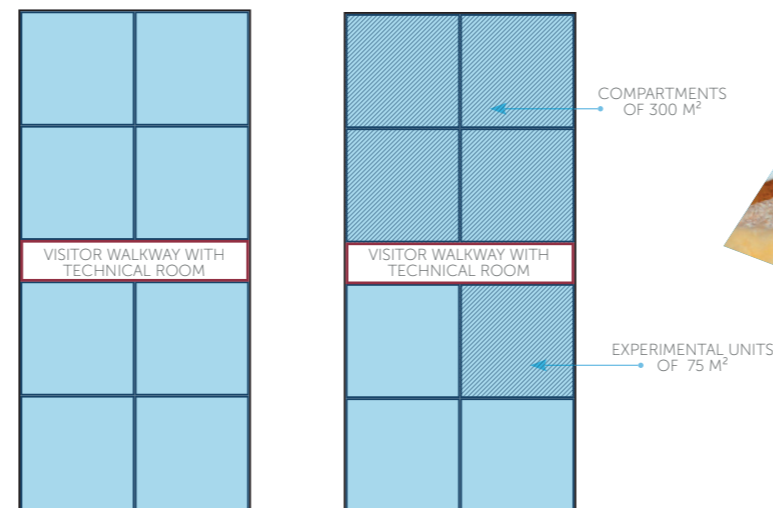 COMPARTMENTS
OF 300 M²
VISITOR WALKWAY WITH
TECHNICAL ROOM
VISITOR WALKWAY WITH
TECHNICAL ROOM
EXPERIMENTAL UNITS
OF 75 M²